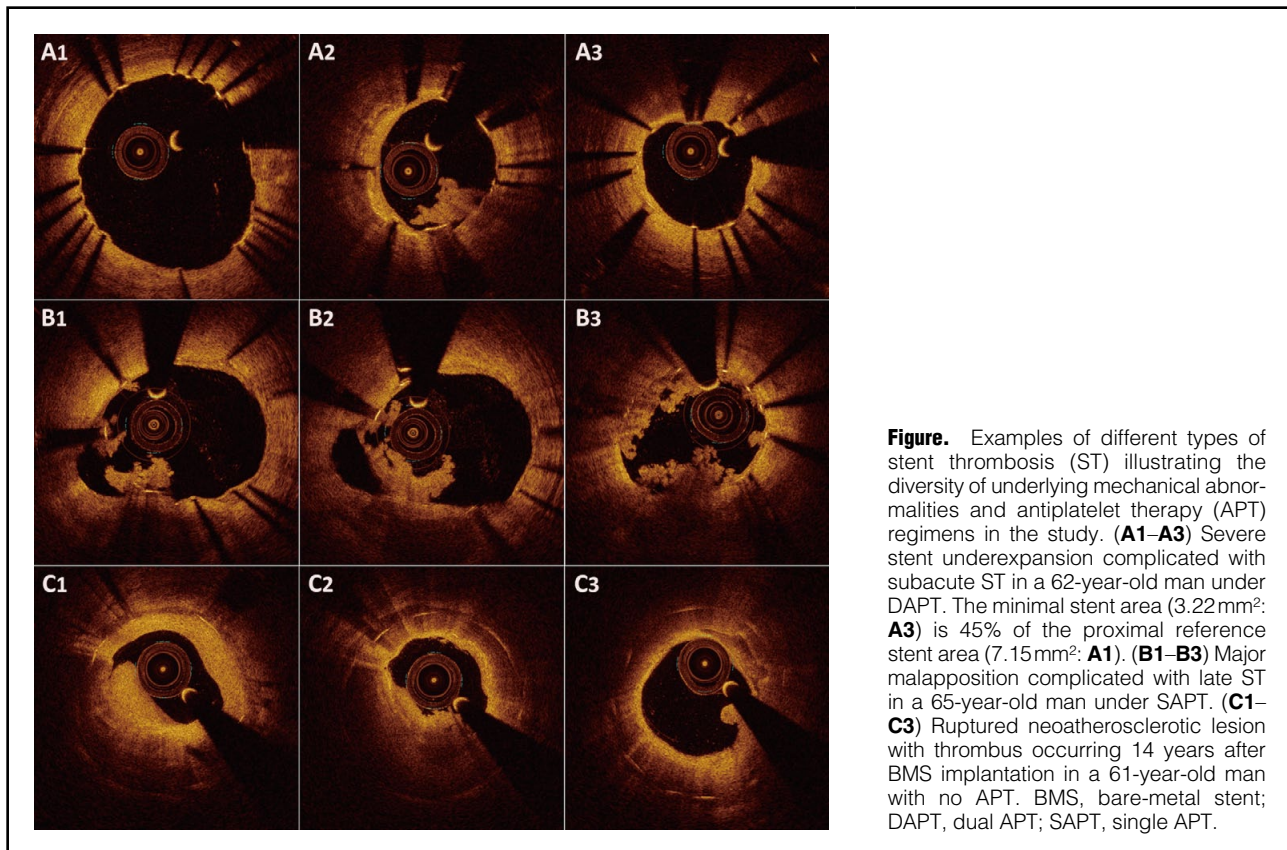 A1
A2
A3
B1
B2
B3
C1
C2
C3
Figure. Examples of different types of
stent thrombosis (ST) illustrating the
diversity of underlying mechanical abnor-
malities and antiplatelet therapy (APT)
regimens in the study. (A1–A3) Severe
stent underexpansion complicated with
subacute ST in a 62-year-old man under
DAPT. The minimal stent area (3.22 mm²:
A3) is 45% of the proximal reference
stent area (7.15 mm²: A1). (B1–B3) Major
malapposition complicated with late ST
in a 65-year-old man under SAPT. (C1–
C3) Ruptured neoatherosclerotic lesion
with thrombus occurring 14 years after
BMS implantation in a 61-year-old man
with no APT. BMS, bare-metal stent;
DAPT, dual APT; SAPT, single APT.